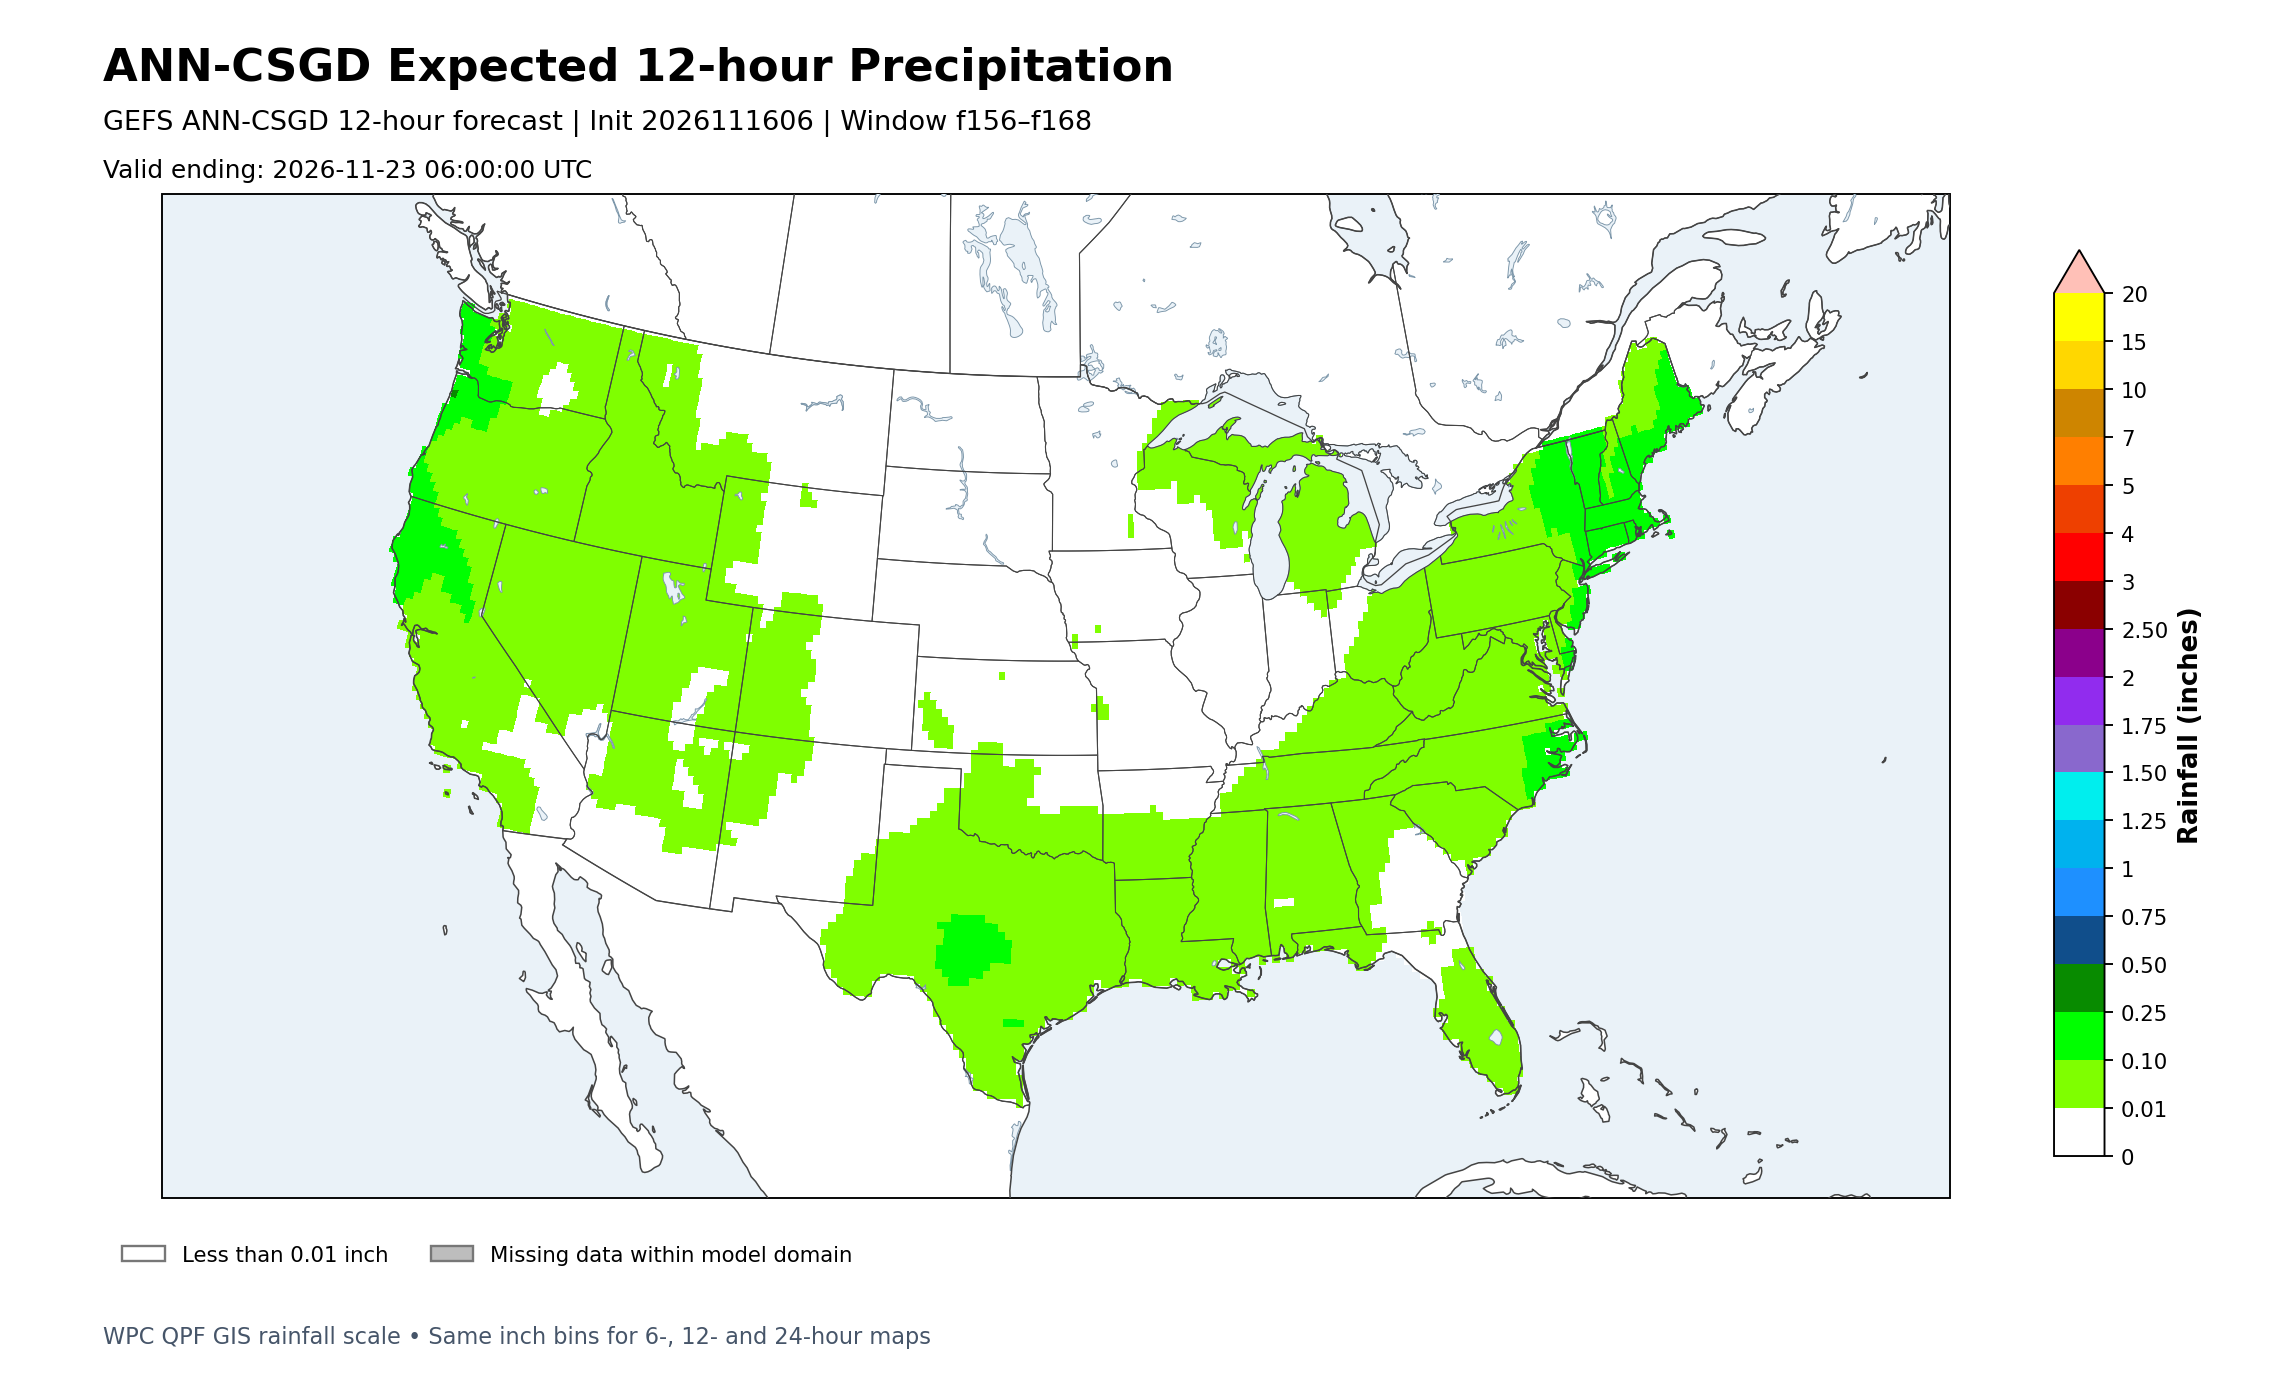 ANN-CSGD Expected 12-hour Precipitation
GEFS ANN-CSGD 12-hour forecast | Init 2026111606 | Window f156–f168
Valid ending: 2026-11-23 06:00:00 UTC
20
15
10
7
5
4
3
2.50
2
1.75
1.50
1.25
1
0.75
0.50
0.25
0.10
0.01
0
Rainfall (inches)
Less than 0.01 inch
Missing data within model domain
WPC QPF GIS rainfall scale • Same inch bins for 6-, 12- and 24-hour maps